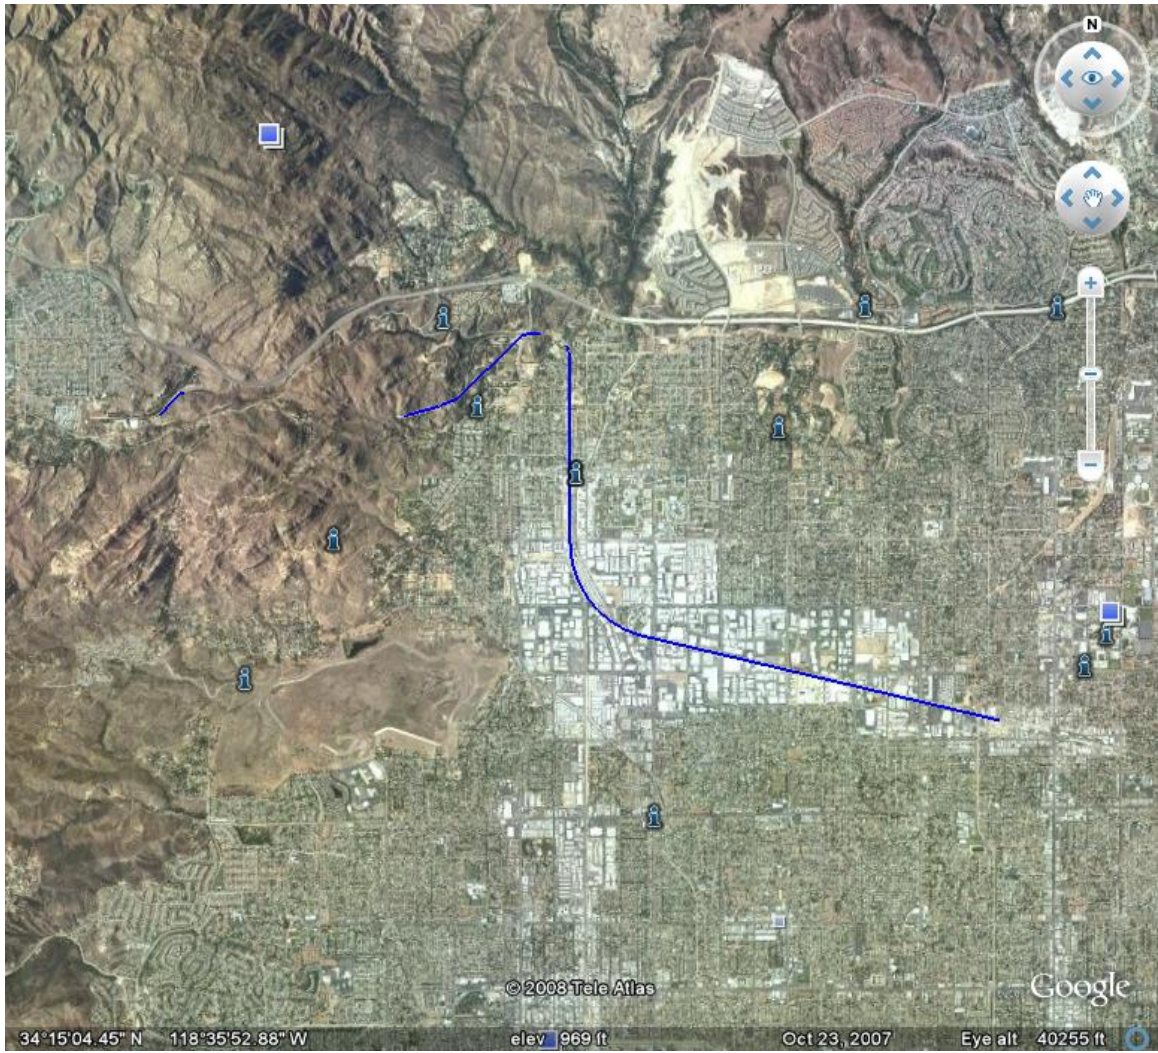 N
© 2008 Tele Atlas
Google
34°15'04.45" N 118°35'52.88" W elev 969 ft Oct 23, 2007 Eye alt 40255 ft